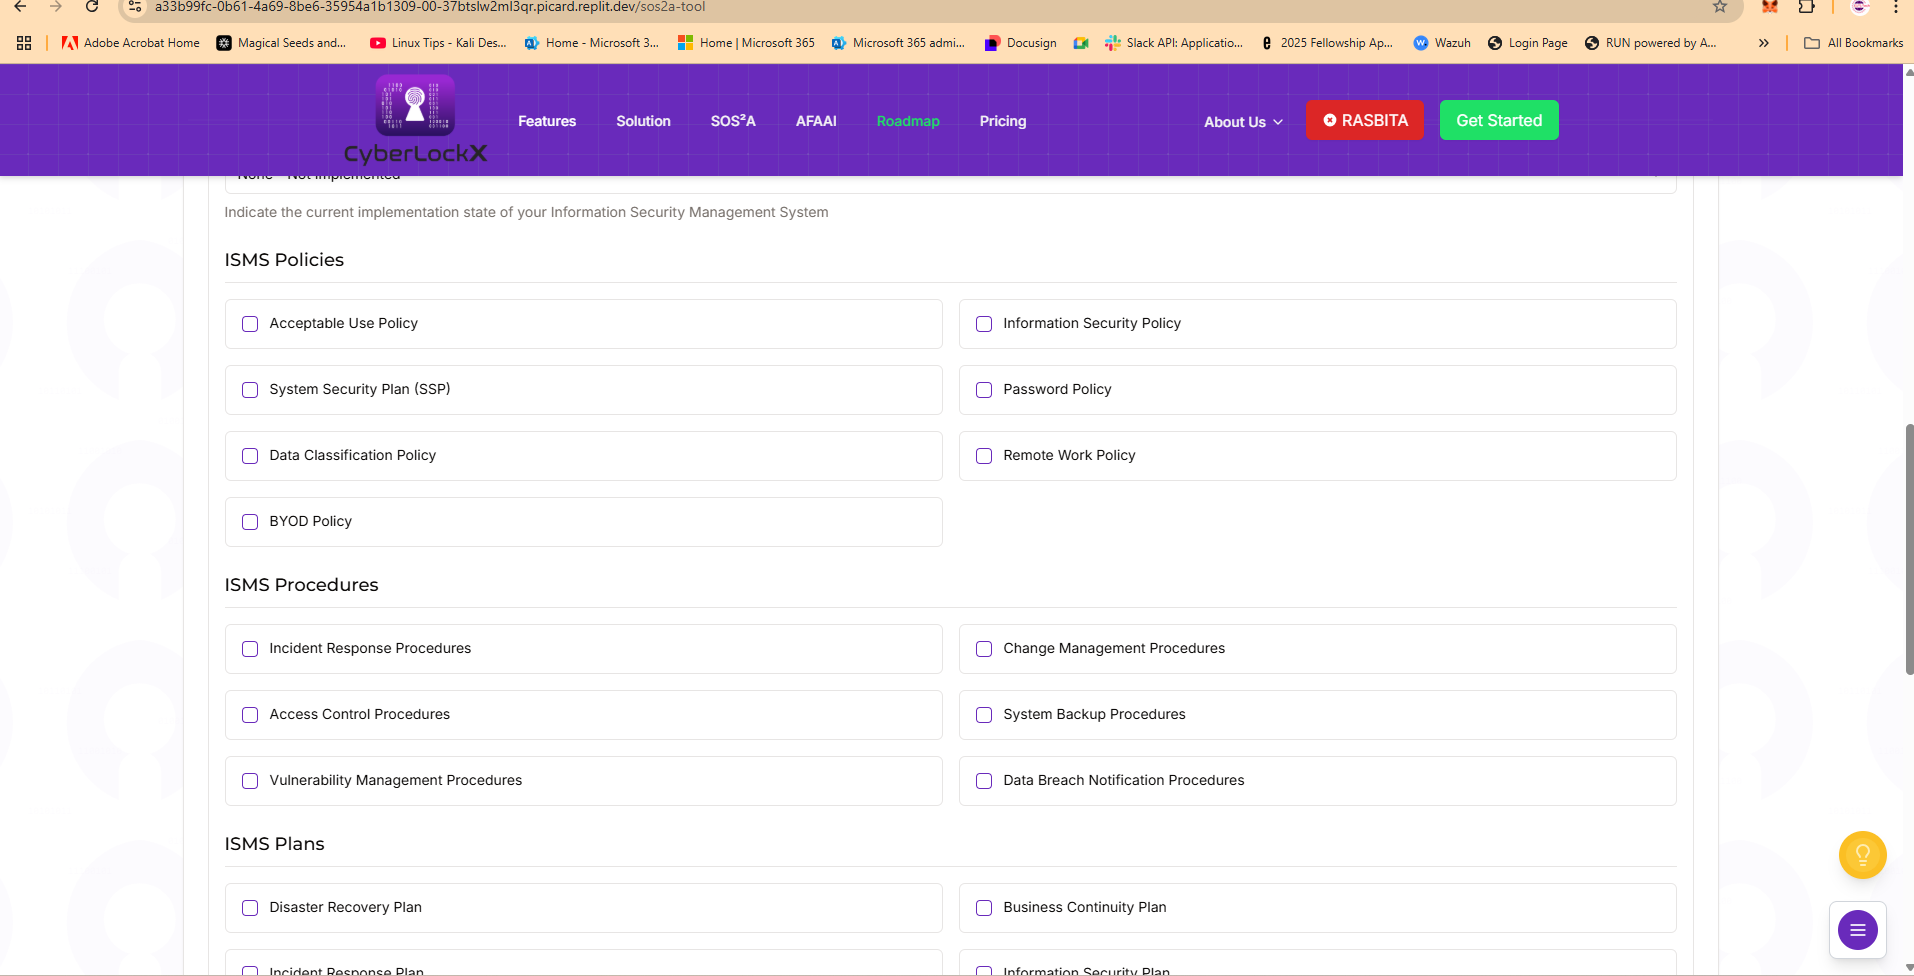 a33b99fc-0b61-4a69-8be6-35954a1b1309-00-37btslw2ml3qr.picard.replit.dev/sos2a-tool
Adobe Acrobat Home Magical Seeds and... Linux Tips - Kali Des... Home - Microsoft 3... Home | Microsoft 365 Microsoft 365 admi... Docusign Slack API: Applicatio... 2025 Fellowship Ap... Wazuh Login Page RUN powered by A... » All Bookmarks
CyberLockX
Features Solution SOS²A AFAAI Roadmap Pricing About Us RASBITA Get Started
None - Not Implemented
Indicate the current implementation state of your Information Security Management System
ISMS Policies
Acceptable Use Policy Information Security Policy
System Security Plan (SSP) Password Policy
Data Classification Policy Remote Work Policy
BYOD Policy
ISMS Procedures
Incident Response Procedures Change Management Procedures
Access Control Procedures System Backup Procedures
Vulnerability Management Procedures Data Breach Notification Procedures
ISMS Plans
Disaster Recovery Plan Business Continuity Plan
Incident Response Plan Information Security Plan